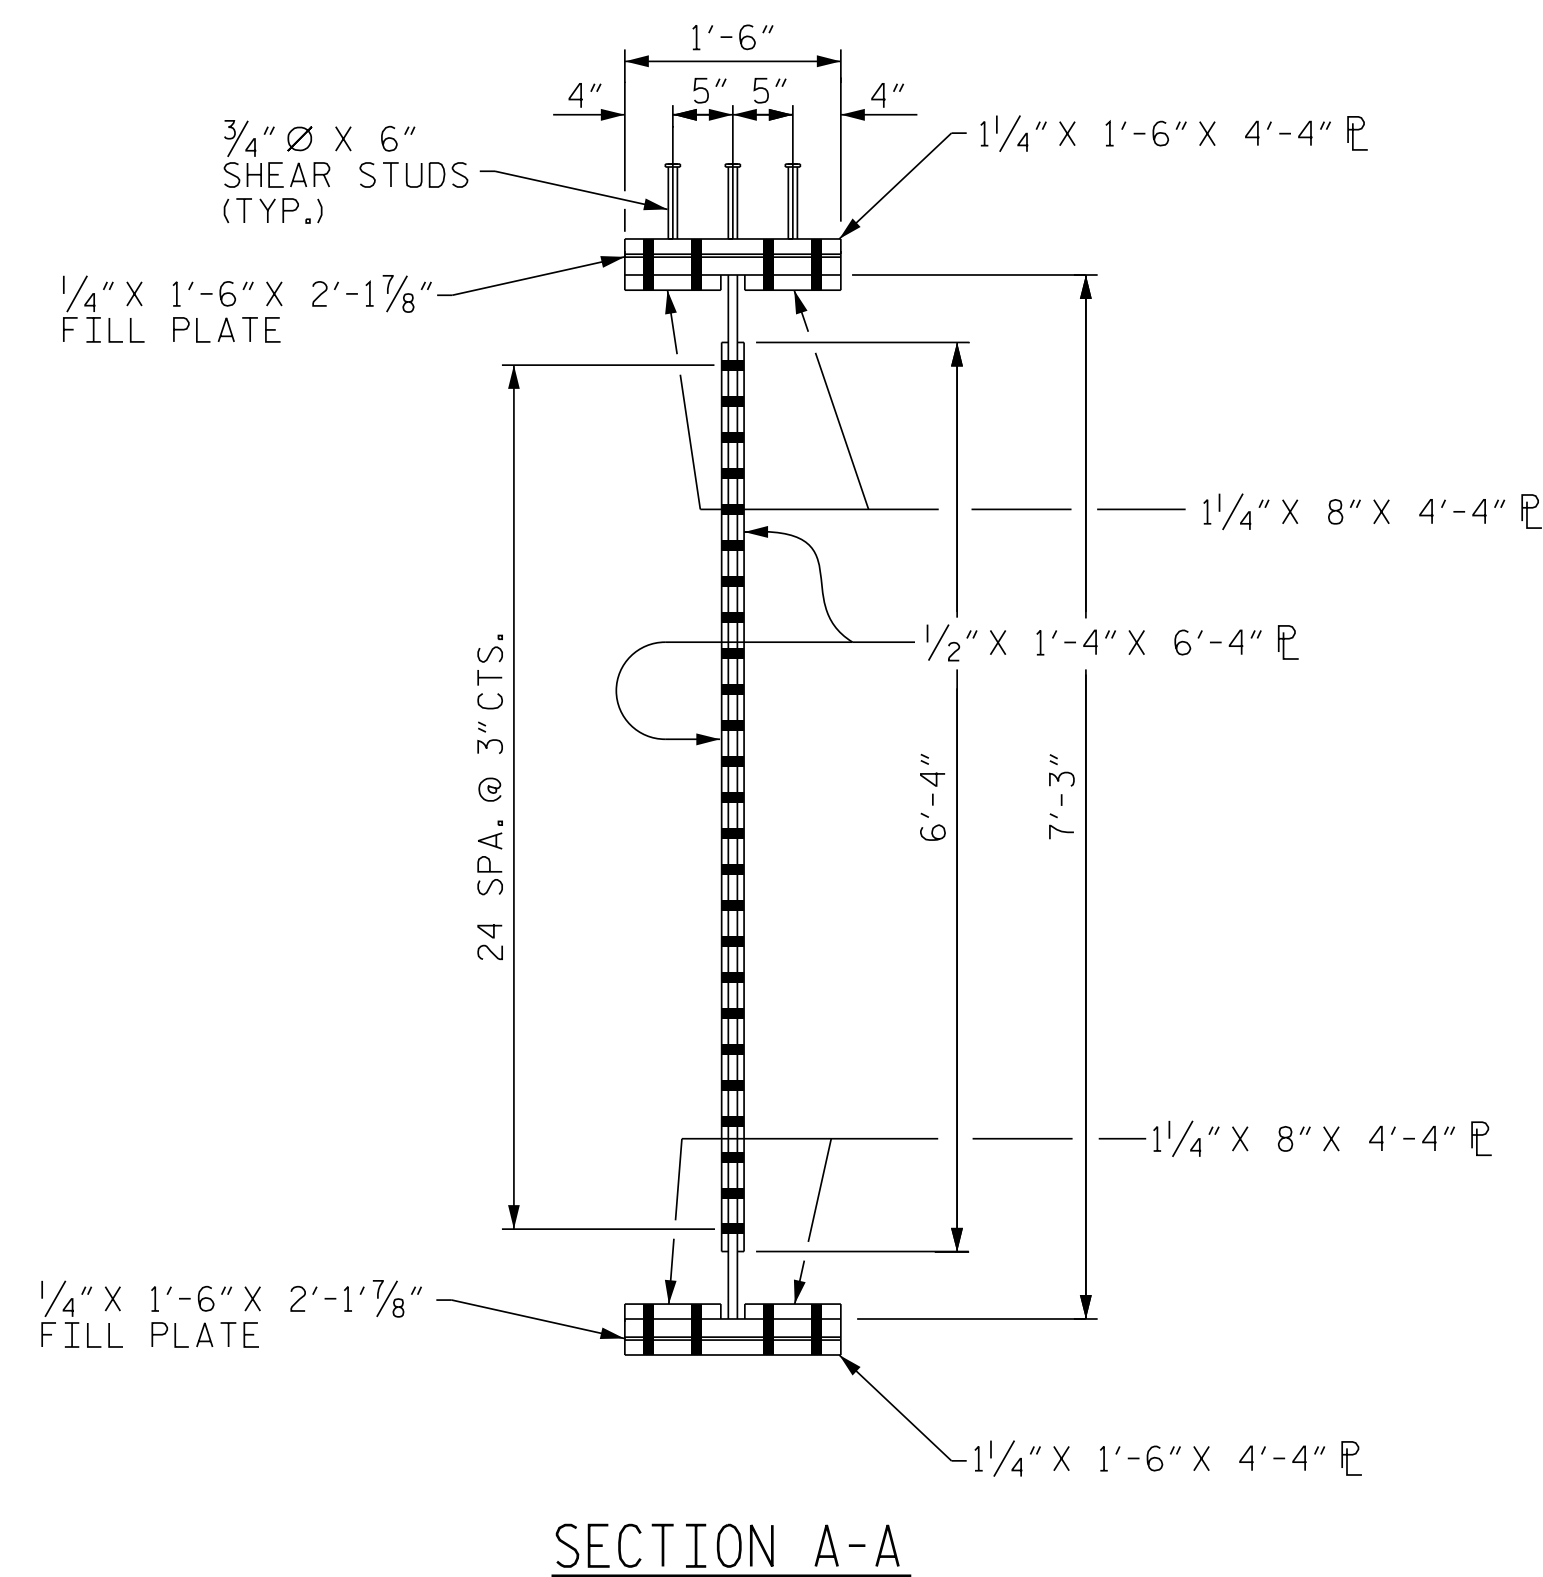 1'-6"
4" 5" 5" 4"
3/4" Ø X 6"
SHEAR STUDS
(TYP.)
1 1/4" X 1'-6" X 4'-4" ℄
1/4" X 1'-6" X 2'-1 7/8"
FILL PLATE
1 1/4" X 8" X 4'-4" PL
1/2" X 1'-4" X 6'-4" PL
24 SPA. @ 3" CTS.
6'-4"
7'-3"
1 1/4" X 8" X 4'-4" PL
1/4" X 1'-6" X 2'-1' 7/8"
FILL PLATE
1 1/4" X 1'-6" X 4'-4" PL
SECTION A-A